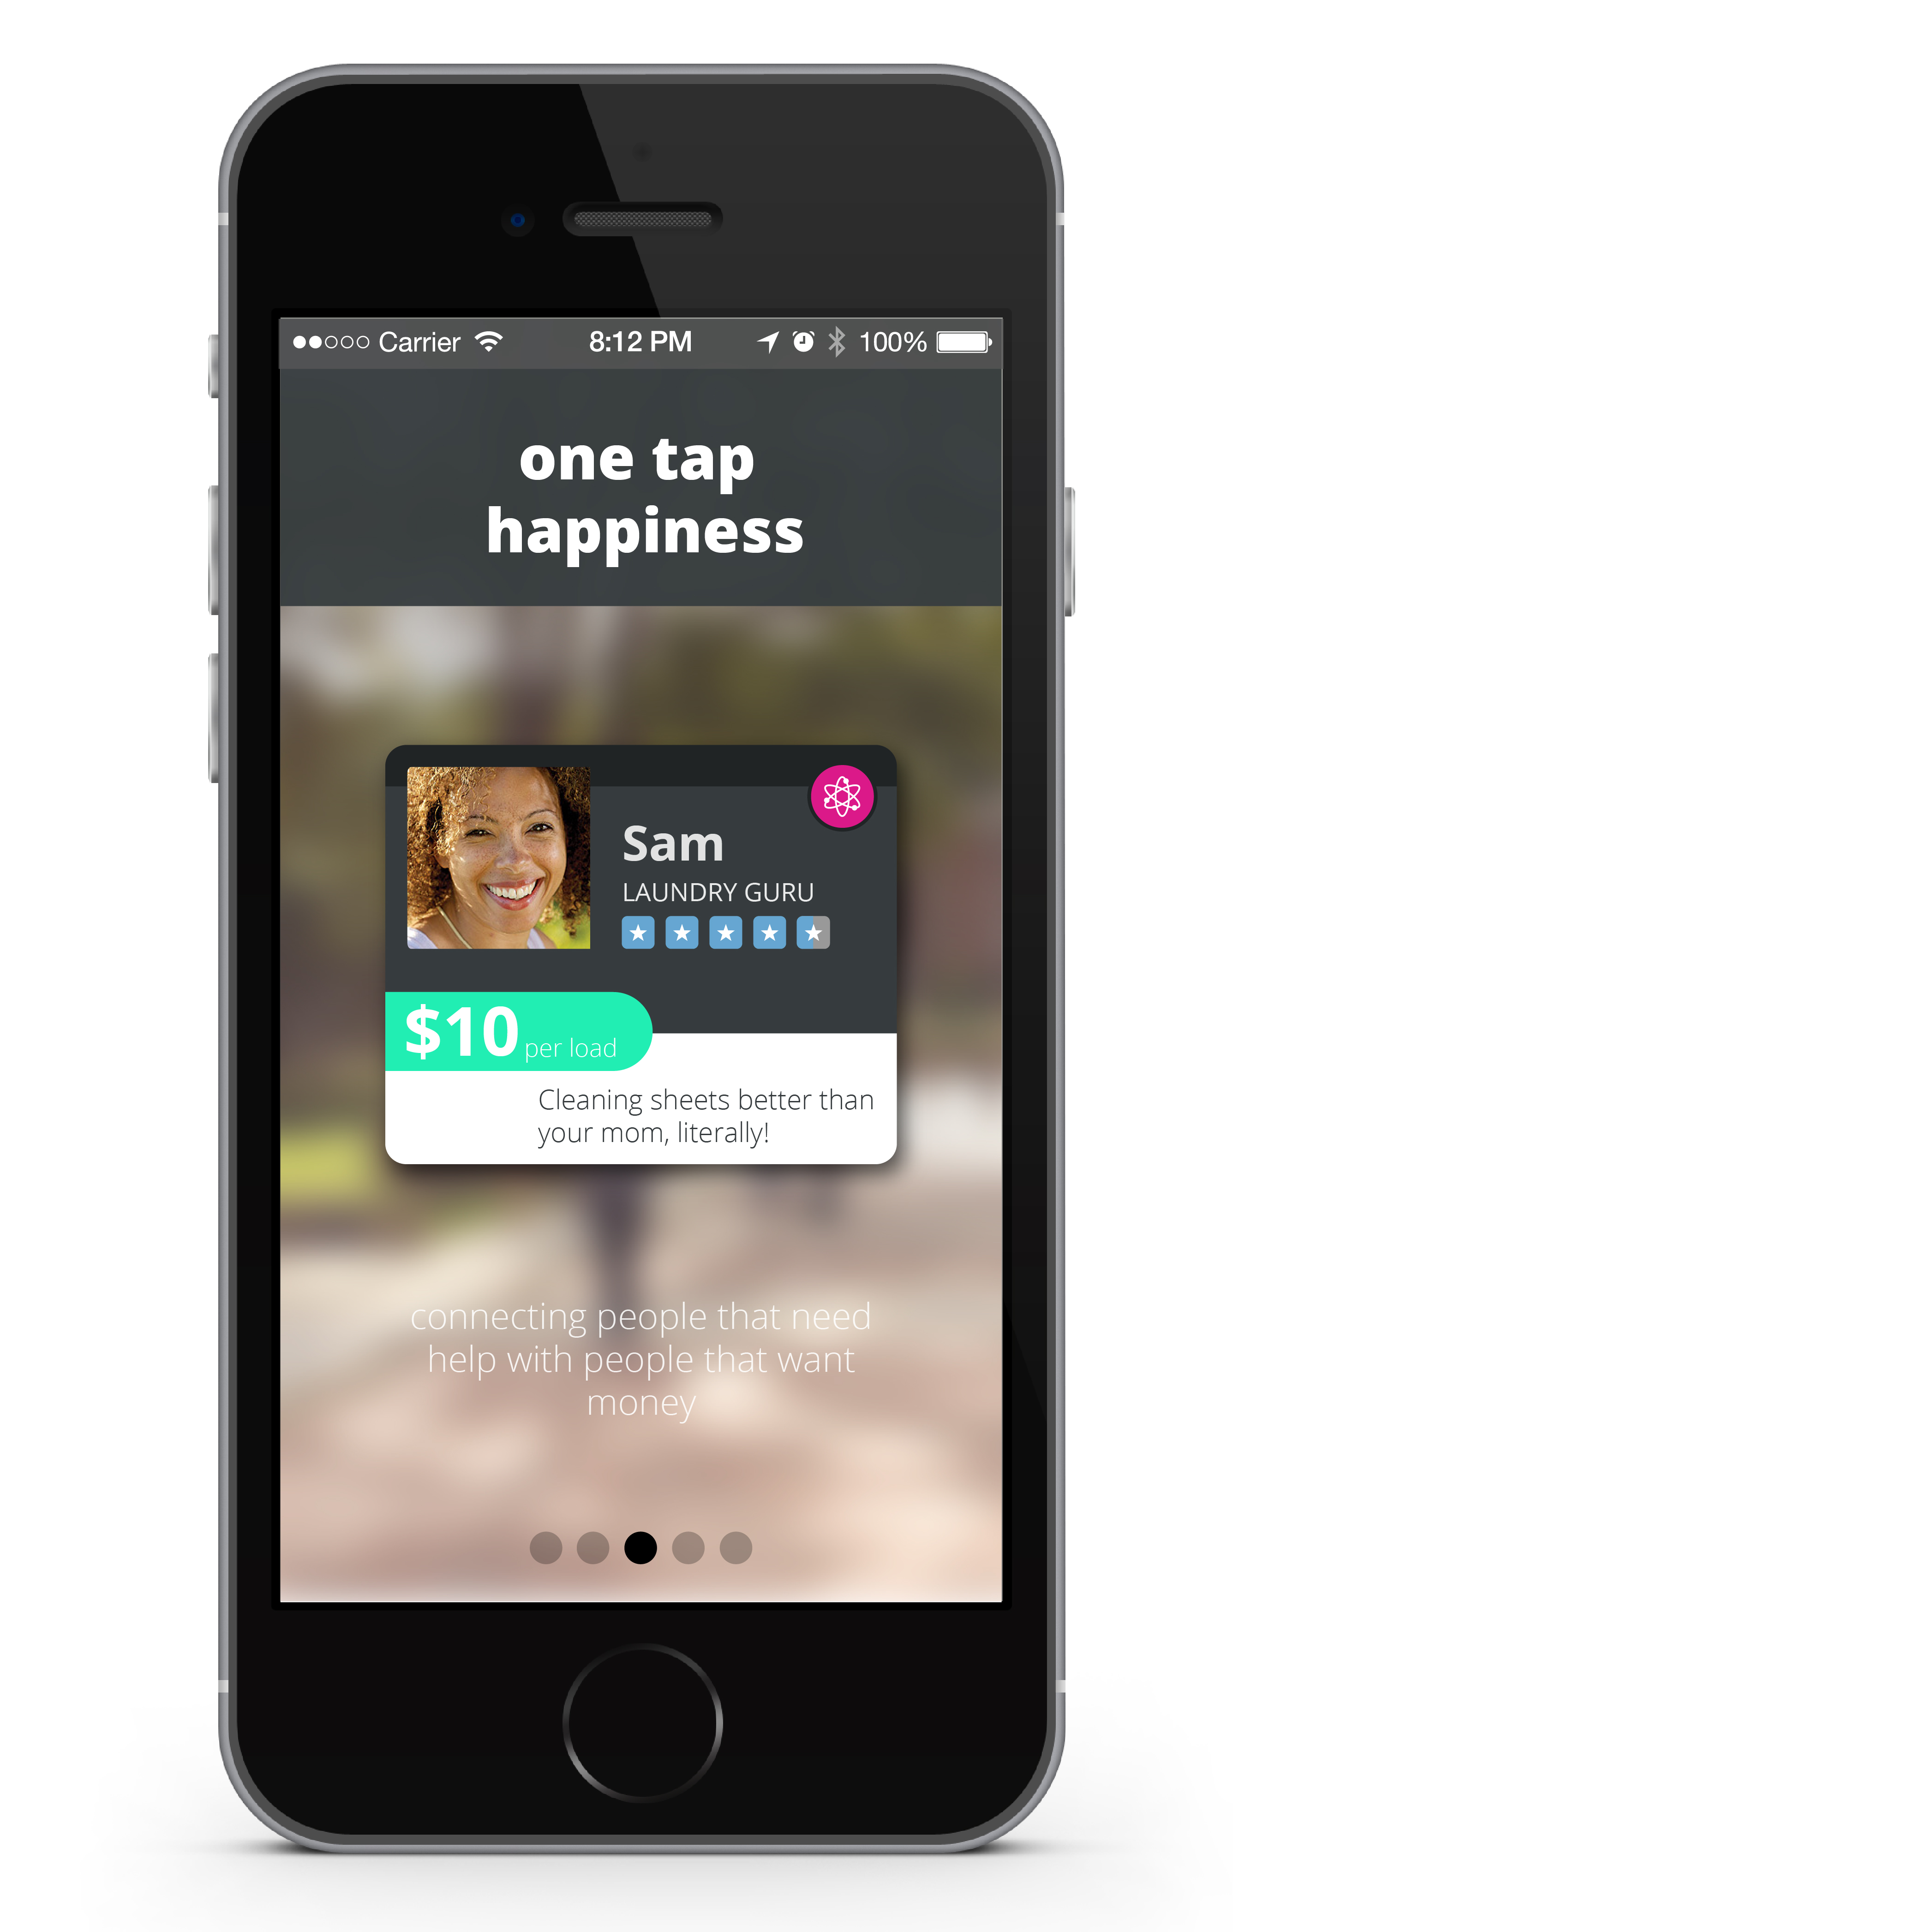 Carrier 8:12 PM 100%
one tap
happiness
Sam
LAUNDRY GURU
$10 per load
Cleaning sheets better than
your mom, literally!
connecting people that need
help with people that want
money